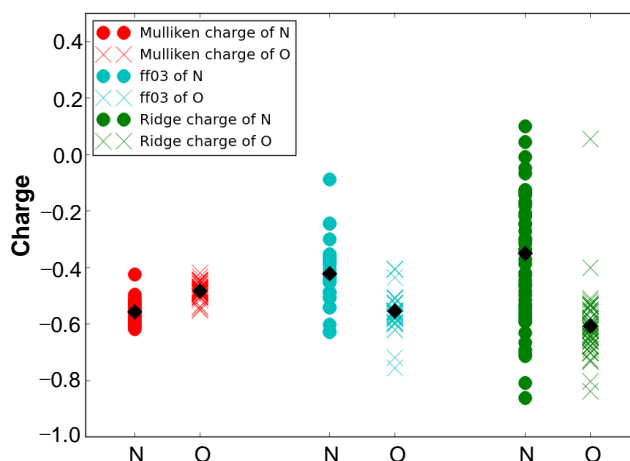 0.4
0.2
0.0
−0.2
−0.4
−0.6
−0.8
−1.0
Charge
Mulliken charge of N
Mulliken charge of O
ff03 of N
ff03 of O
Ridge charge of N
Ridge charge of O
N O N O N O